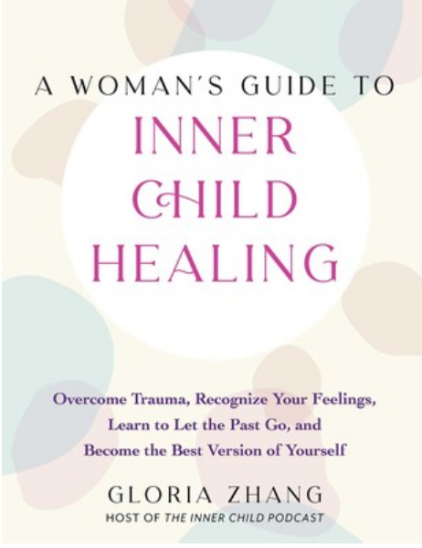 A WOMAN'S GUIDE TO
INNER
CHILD
HEALING
Overcome Trauma, Recognize Your Feelings,
Learn to Let the Past Go, and
Become the Best Version of Yourself
GLORIA ZHANG
HOST OF THE INNER CHILD PODCAST